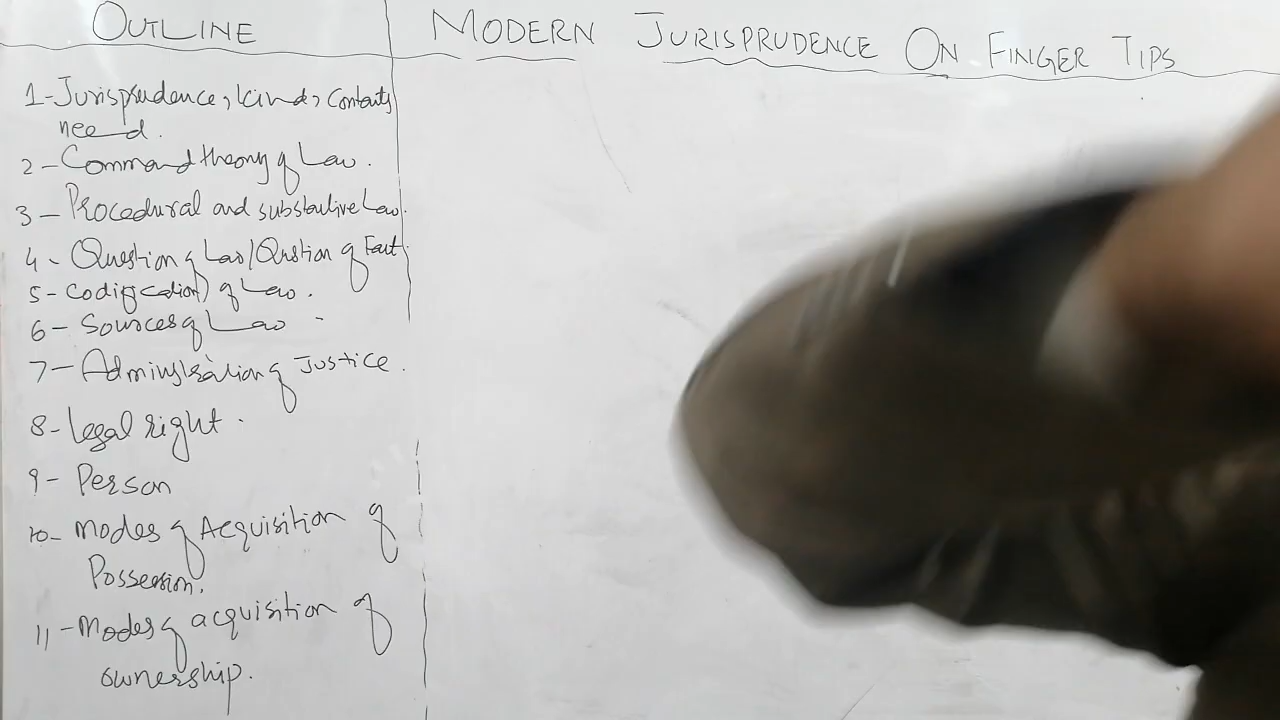 OUTLINE
MODERN JURISPRUDENCE ON FINGER TIPS
1-Jurisprudence, kinds, contents
need.
2- Command theory of Law.
3- Procedural and substantive Law.
4- Question of Law/Question of Fact
5- Codification of Law.
6- Sources of Law
7- Administration of Justice.
8- Legal right.
9- Person
10- Modes of Acquisition of
Possession.
11- Modes of acquisition of
ownership.